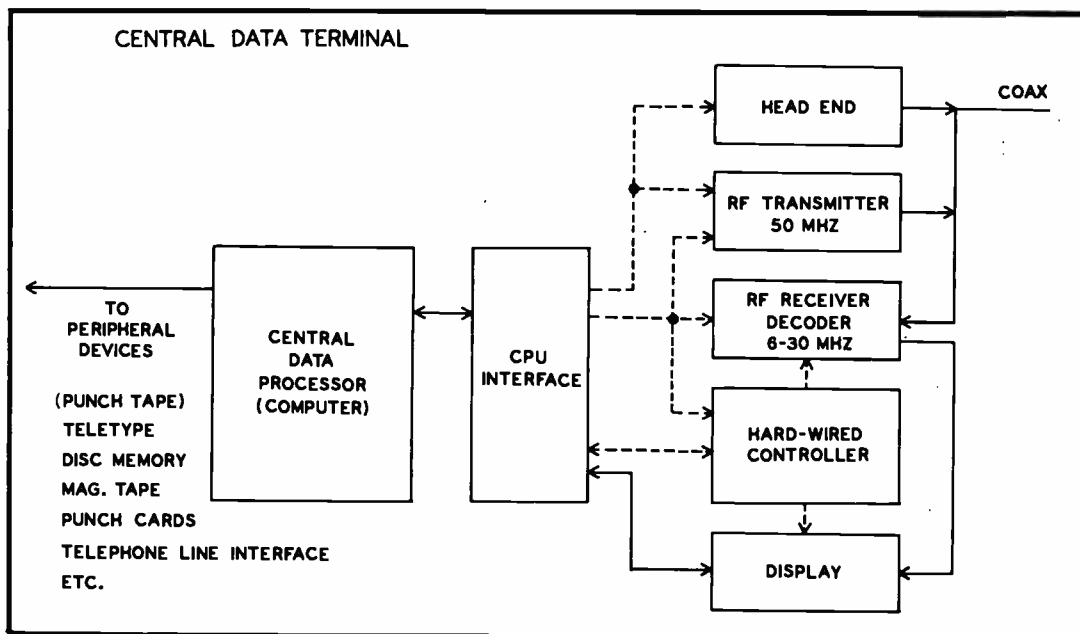 CENTRAL DATA TERMINAL
HEAD END
COAX
RF TRANSMITTER
50 MHZ
RF RECEIVER
DECODER
6-30 MHZ
TO
PERIPHERAL
DEVICES
CENTRAL
DATA
PROCESSOR
(COMPUTER)
CPU
INTERFACE
(PUNCH TAPE)
TELETYPE
DISC MEMORY
MAG. TAPE
PUNCH CARDS
TELEPHONE LINE INTERFACE
ETC.
HARD-WIRED
CONTROLLER
DISPLAY